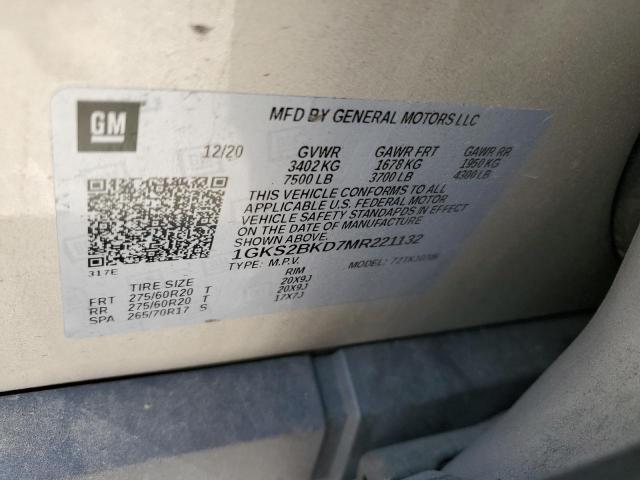 GM
MFD BY GENERAL MOTORS LLC
12/20 GVWR GAWR FRT GAWR RR
3402 KG 1678 KG 1950 KG
7500 LB 3700 LB 4300 LB
THIS VEHICLE CONFORMS TO ALL
APPLICABLE U.S. FEDERAL MOTOR
VEHICLE SAFETY STANDARDS IN EFFECT
ON THE DATE OF MANUFACTURE
SHOWN ABOVE.
317E
1GKS2BKD7MR221132
TYPE: M.P.V. MODEL:
TIRE SIZE RIM
FRT 275/60R20 T 20X9J
RR 275/60R20 T 20X9J
SPA 265/70R17 S 17X7J